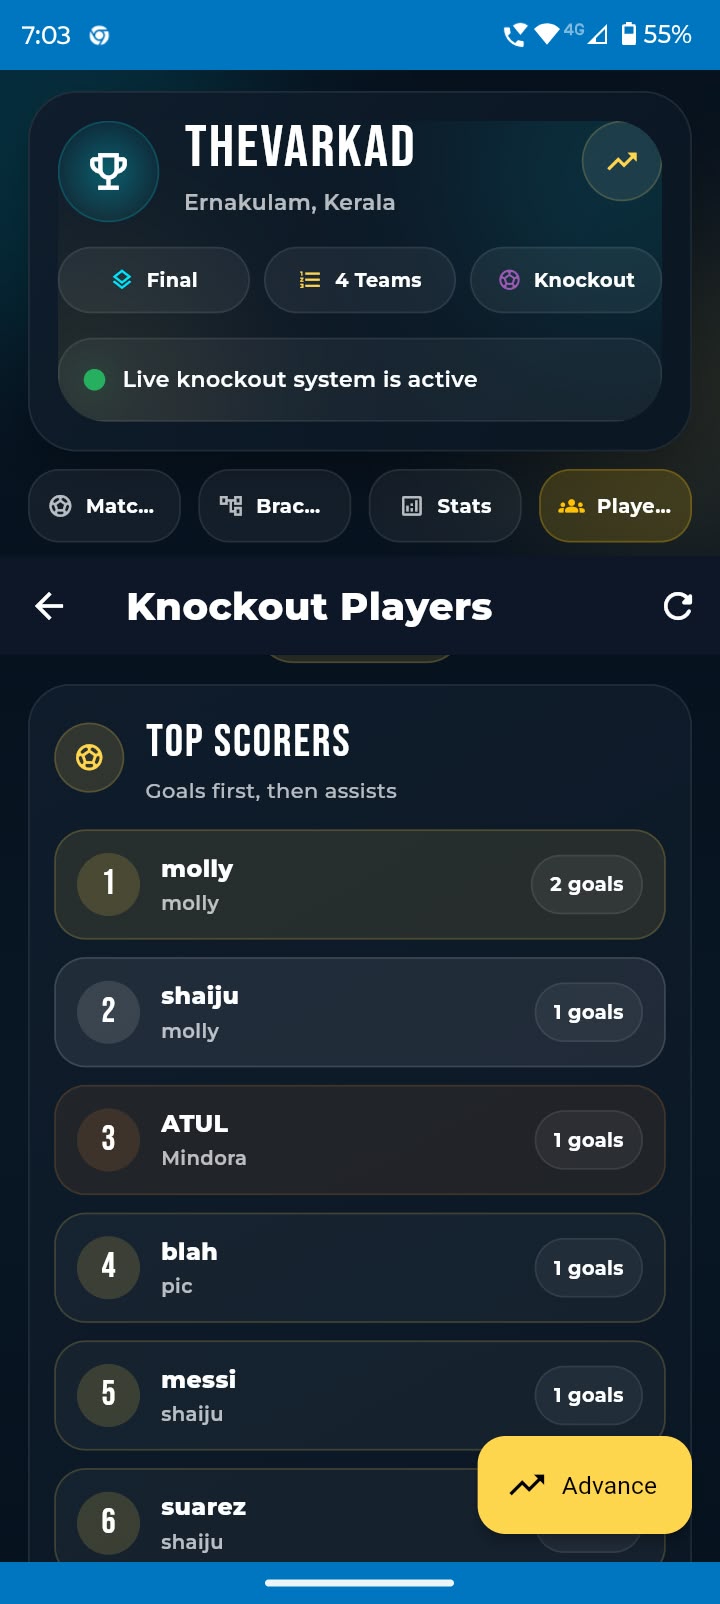 7:03
4G
55%
THEVARKAD
Ernakulam, Kerala
Final
4 Teams
Knockout
Live knockout system is active
Matc...
Brac...
Stats
Playe...
Knockout Players
TOP SCORERS
Goals first, then assists
1
molly
2 goals
molly
2
shaiju
1 goals
molly
3
ATUL
1 goals
Mindora
4
blah
1 goals
pic
5
messi
1 goals
shaiju
Advance
6
suarez
shaiju